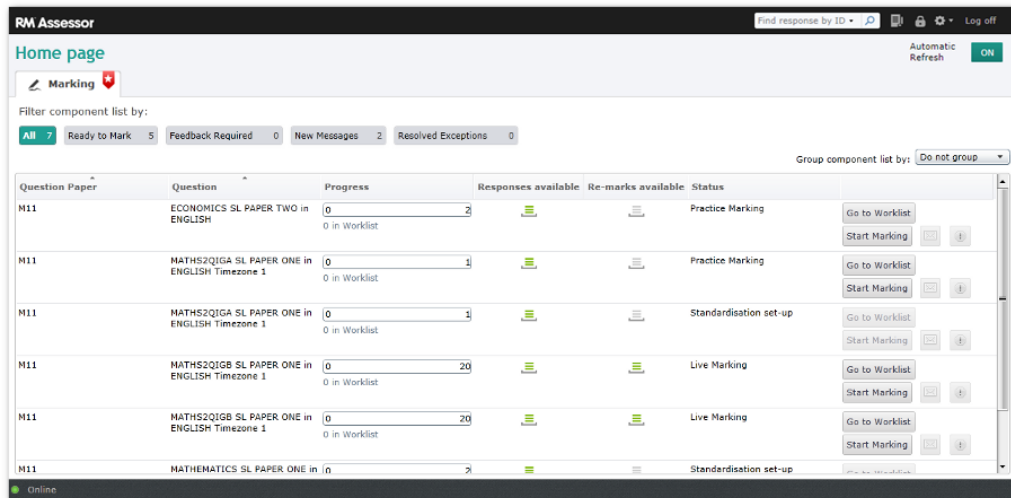 RM Assessor
Find response by ID
Log off
Home page
Automatic
Refresh
ON
Marking
Filter component list by:
All 7 Ready to Mark 5 Feedback Required 0 New Messages 2 Resolved Exceptions 0
Group component list by: Do not group
Question Paper Question Progress Responses available Re-marks available Status
M11 ECONOMICS SL PAPER TWO in 0 2 Practice Marking Go to Worklist
ENGLISH 0 in Worklist Start Marking
M11 MATHS2QIGA SL PAPER ONE in 0 1 Practice Marking Go to Worklist
ENGLISH Timezone 1 0 in Worklist Start Marking
M11 MATHS2QIGA SL PAPER ONE in 0 1 Standardisation set-up Go to Worklist
ENGLISH Timezone 1 0 in Worklist Start Marking
M11 MATHS2QIGB SL PAPER ONE in 0 20 Live Marking Go to Worklist
ENGLISH Timezone 1 0 in Worklist Start Marking
M11 MATHS2QIGB SL PAPER ONE in 0 20 Live Marking Go to Worklist
ENGLISH Timezone 1 0 in Worklist Start Marking
M11 MATHEMATICS SL PAPER ONE in 0 2 Standardisation set-up
Online